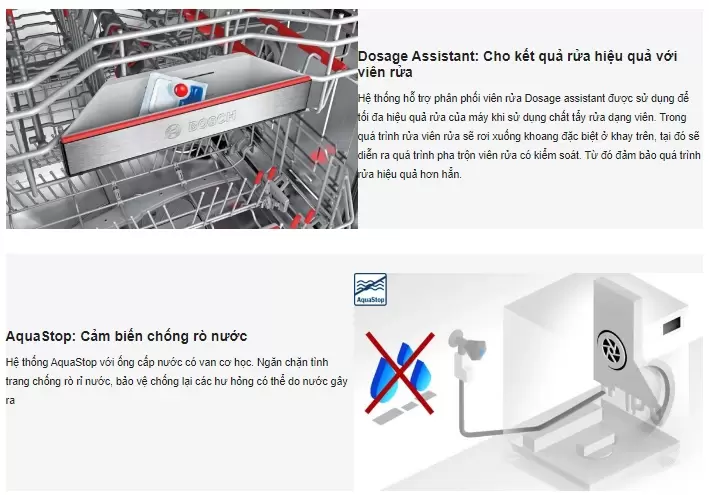 BOSCH
Dosage Assistant: Cho kết quả rửa hiệu quả với
viên rửa
Hệ thống hỗ trợ phân phối viên rửa Dosage assistant được sử dụng để
tối đa hiệu quả rửa của máy khi sử dụng chất tẩy rửa dạng viên. Trong
quá trình rửa viên rửa sẽ rơi xuống khoang đặc biệt ở khay trên, tại đó sẽ
diễn ra quá trình pha trộn viên rửa có kiểm soát. Từ đó đảm bảo quá trình
rửa hiệu quả hơn hẳn.
AquaStop
AquaStop: Cảm biến chống rò nước
Hệ thống AquaStop với ống cấp nước có van cơ học. Ngăn chặn tình
trang chống rò rỉ nước, bảo vệ chống lại các hư hỏng có thể do nước gây
ra